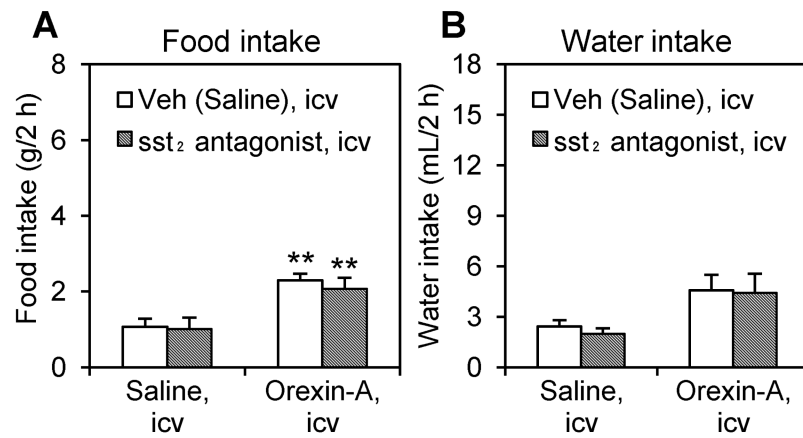 A
Food intake
Food intake (g/2 h)
8
6
4
2
0
Veh (Saline), icv
sst₂ antagonist, icv
**
**
Saline,
icv
Orexin-A,
icv
B
Water intake
Water intake (mL/2 h)
18
15
12
9
6
3
0
Veh (Saline), icv
sst₂ antagonist, icv
Saline,
icv
Orexin-A,
icv